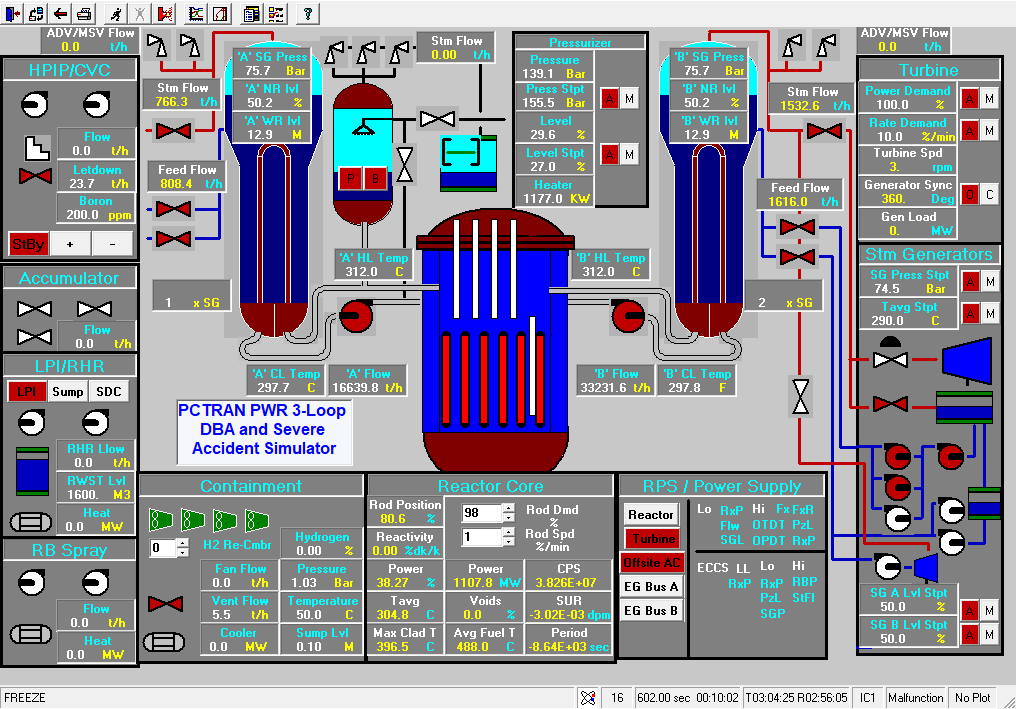 ADV/MSV Flow
0.0 t/h
HPIP/CVC
Flow
0.0 t/h
Letdown
23.7 t/h
Boron
200.0 ppm
StBy + -
Accumulator
Flow
0.0 t/h
LPI/RHR
LPI Sump SDC
RHR Llow
0.0 t/h
RWST Lvl
1600. M3
Heat
0.0 MW
RB Spray
Flow
0.0 t/h
Heat
0.0 MW
Stm Flow
766.3 t/h
Feed Flow
808.4 t/h
1 x SG
'A' SG Press
75.7 Bar
'A' NR lvl
50.2 %
'A' WR lvl
12.9 M
Stm Flow
0.00 t/h
P B
Pressurizer
Pressure
139.1 Bar
Press Stpt
155.5 Bar
A M
Level
29.6 %
Level Stpt
27.0 %
A M
Heater
1177.0 KW
'B' SG Press
75.7 Bar
'B' NR lvl
50.2 %
'B' WR lvl
12.9 M
Stm Flow
1532.6 t/h
Feed Flow
1616.0 t/h
2 x SG
'A' HL Temp
312.0 C
'B' HL Temp
312.0 C
'A' CL Temp
297.7 C
'A' Flow
16639.8 t/h
'B' Flow
33231.6 t/h
'B' CL Temp
297.8 F
PCTRAN PWR 3-Loop
DBA and Severe
Accident Simulator
ADV/MSV Flow
0.0 t/h
Turbine
Power Demand
100.0 %
A M
Rate Demand
10.0 %/min
A M
Turbine Spd
3. rpm
Generator Sync
360. Deg
O C
Gen Load
0. MW
Stm Generators
SG Press Stpt
74.5 Bar
A M
Tavg Stpt
290.0 C
A M
SG A Lvl Stpt
50.0 %
A M
SG B Lvl Stpt
50.0 %
A M
Containment
0
H2 Re-Cmbr
Hydrogen
0.00 %
Fan Flow
0.0 t/h
Pressure
1.03 Bar
Vent Flow
5.5 t/h
Temperature
50.0 C
Cooler
0.0 MW
Sump Lvl
0.10 M
Reactor Core
Rod Position
80.6 %
98
Rod Dmd
%
Reactivity
0.00 %dk/k
1
Rod Spd
%/min
Power
38.27 %
Power
1107.8 MW
CPS
3.826E+07
Tavg
304.8 C
Voids
0.0 %
SUR
-3.02E-03 dpm
Max Clad T
396.5 C
Avg Fuel T
488.0 C
Period
-8.64E+03 sec
RPS / Power Supply
Reactor
Turbine
Offsite AC
EG Bus A
EG Bus B
Lo RxP Hi Fx FxR
Flw OTDT PzL
SGL OPDT RxP
ECCS LL Lo Hi
RxP RxP RBP
PzL StFl
SGP
FREEZE
16 602.00 sec 00:10:02 T03:04:25 R02:56:05 IC1 Malfunction No Plot